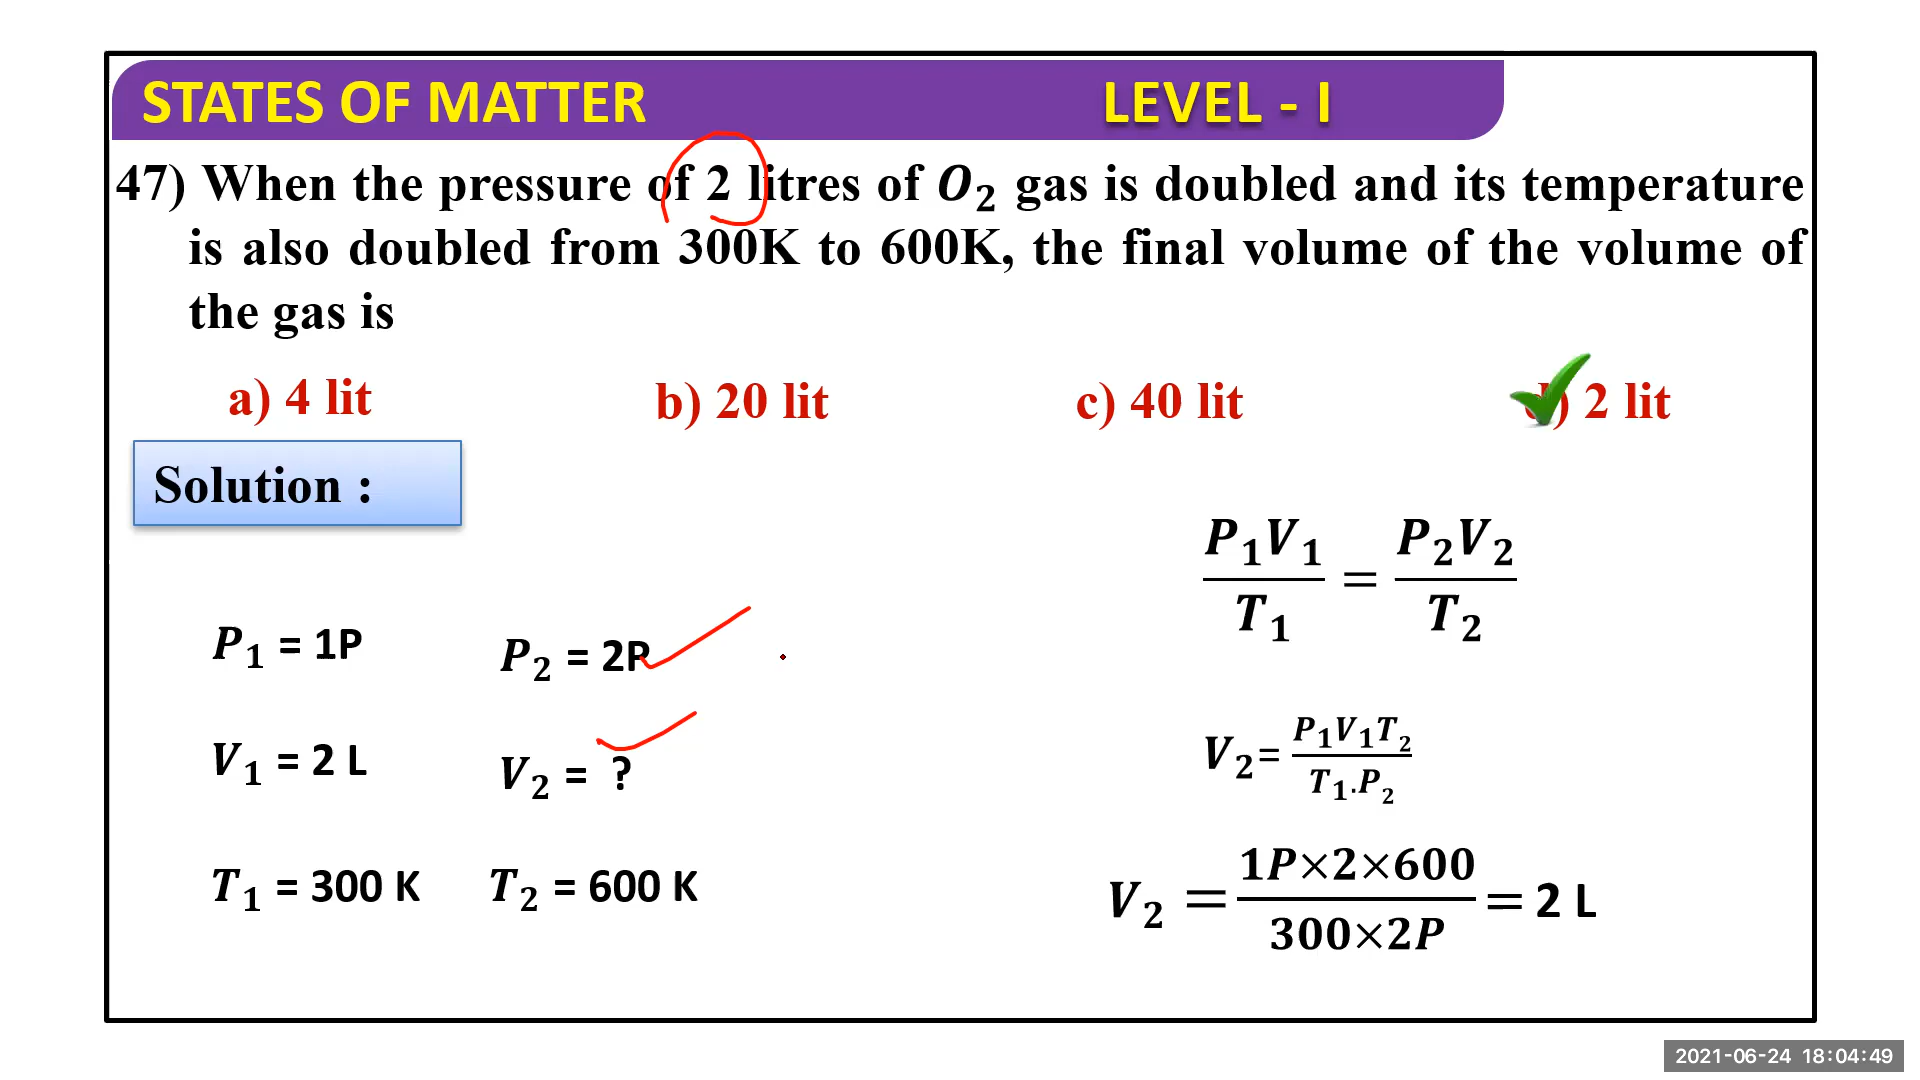 STATES OF MATTER LEVEL - I
47) When the pressure of 2 litres of O₂ gas is doubled and its temperature
is also doubled from 300K to 600K, the final volume of the volume of
the gas is
a) 4 lit b) 20 lit c) 40 lit d) 2 lit
Solution :
P₁V₁/T₁ = P₂V₂/T₂
P₁ = 1P P₂ = 2P
V₁ = 2 L V₂ = ?
V₂= P₁V₁T₂/T₁.P₂
T₁ = 300 K T₂ = 600 K
V₂ = 1P×2×600/300×2P = 2 L
2021-06-24 18:04:49